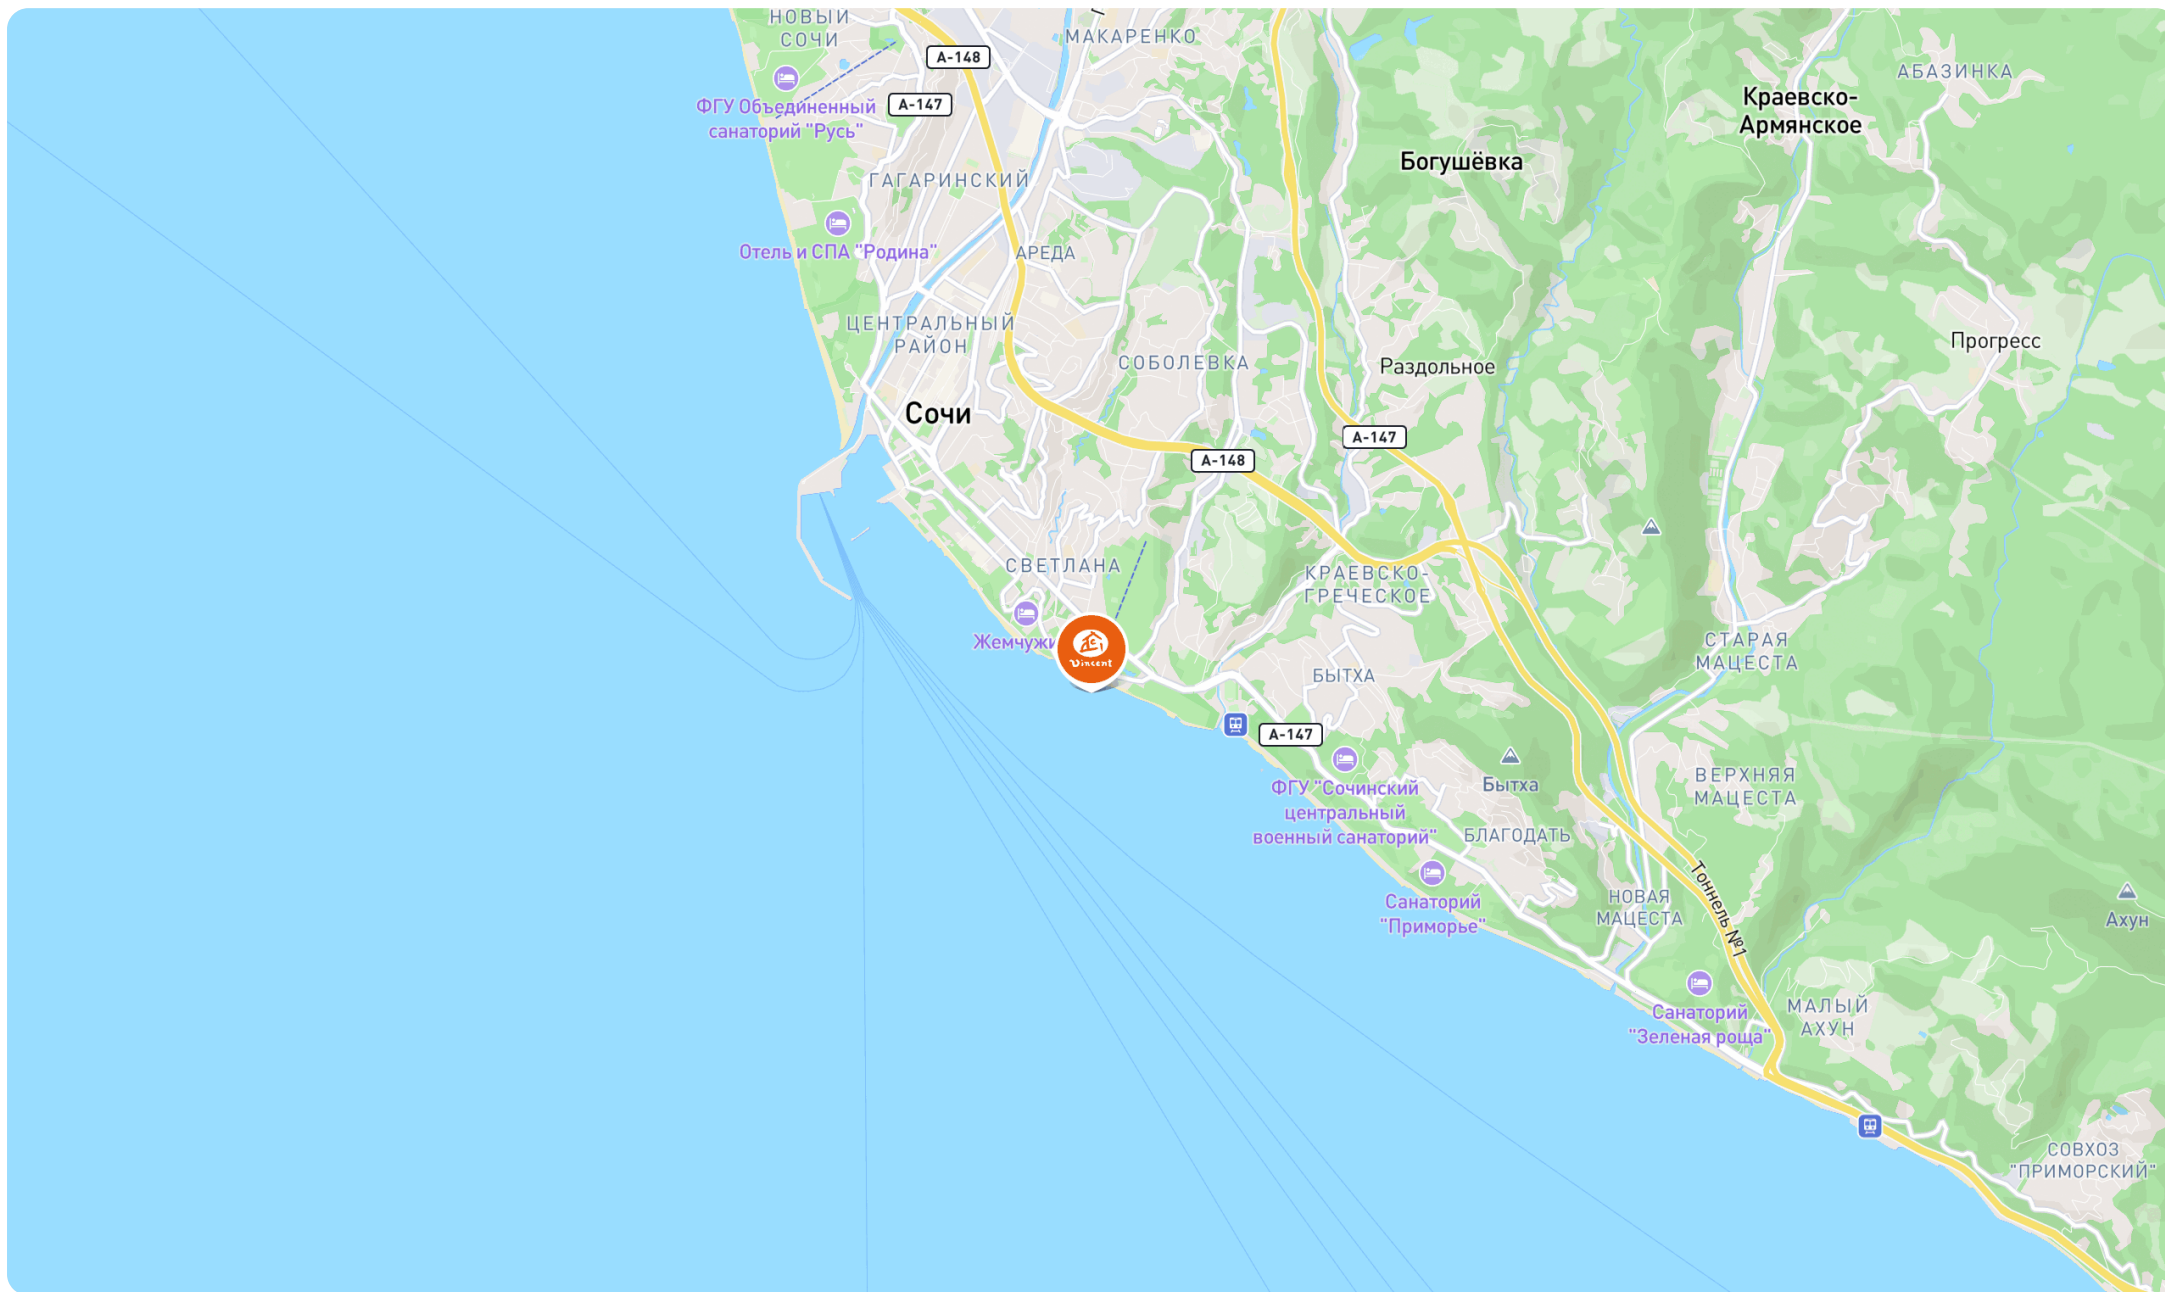 НОВЫЙ
СОЧИ
МАКАРЕНКО
А-148
А-147
ФГУ Объединенный
санаторий "Русь"
АБАЗИНКА
Краевско-
Армянское
Богушёвка
ГАГАРИНСКИЙ
Отель и СПА "Родина"
АРЕДА
ЦЕНТРАЛЬНЫЙ
РАЙОН
СОБОЛЕВКА
Раздольное
Прогресс
Сочи
А-147
А-148
СВЕТЛАНА
КРАЕВСКО-
ГРЕЧЕСКОЕ
Жемчужи
Vincent
БЫТХА
СТАРАЯ
МАЦЕСТА
А-147
ФГУ "Сочинский
центральный
военный санаторий"
Бытха
ВЕРХНЯЯ
МАЦЕСТА
БЛАГОДАТЬ
Санаторий
"Приморье"
НОВАЯ
МАЦЕСТА
Тоннель №1
Ахун
Санаторий
"Зеленая роща"
МАЛЫЙ
АХУН
СОВХОЗ
"ПРИМОРСКИЙ"